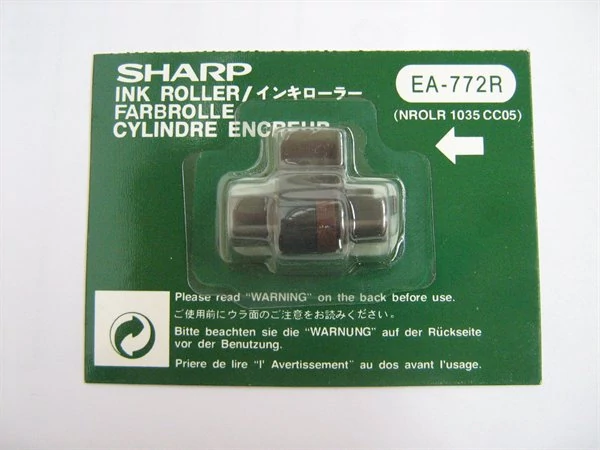 SHARP
INK ROLLER/インキローラー
FARBROLLE
CYLINDRE ENCREUR
EA-772R
(NROLR 1035 CC05)
Please read "WARNING" on the back before use.
ご使用前にウラ面のご注意をお読みください。
Bitte beachten sie die "WARNUNG" auf der Rückseite
vor der Benutzung.
Priere de lire "l' Avertissement" au dos avant l'usage.